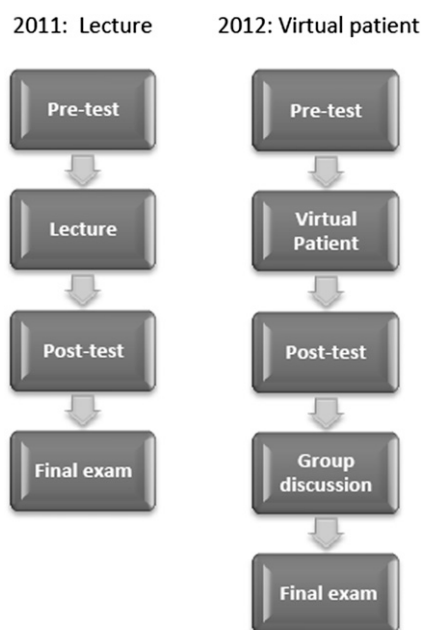 2011: Lecture
Pre-test
Lecture
Post-test
Final exam
2012: Virtual patient
Pre-test
Virtual
Patient
Post-test
Group
discussion
Final exam